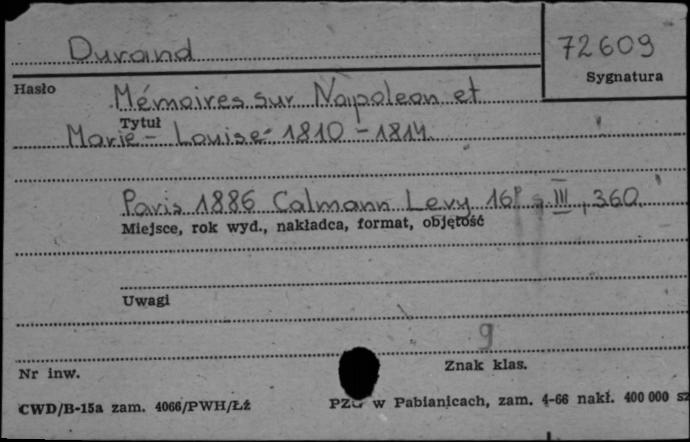 Durand
72609
Sygnatura
Hasło
Mémoires sur Napoleon et
Tytuł
Marie - Louise 1810 - 1814
Paris 1886 Calmann Levy 16° s III, 360
Miejsce, rok wyd., nakładca, format, objętość
Uwagi
9
Nr inw.
Znak klas.
CWD/B-15a zam. 4066/PWH/Łź
w Pabianicach, zam. 4-66 nakł. 400 000